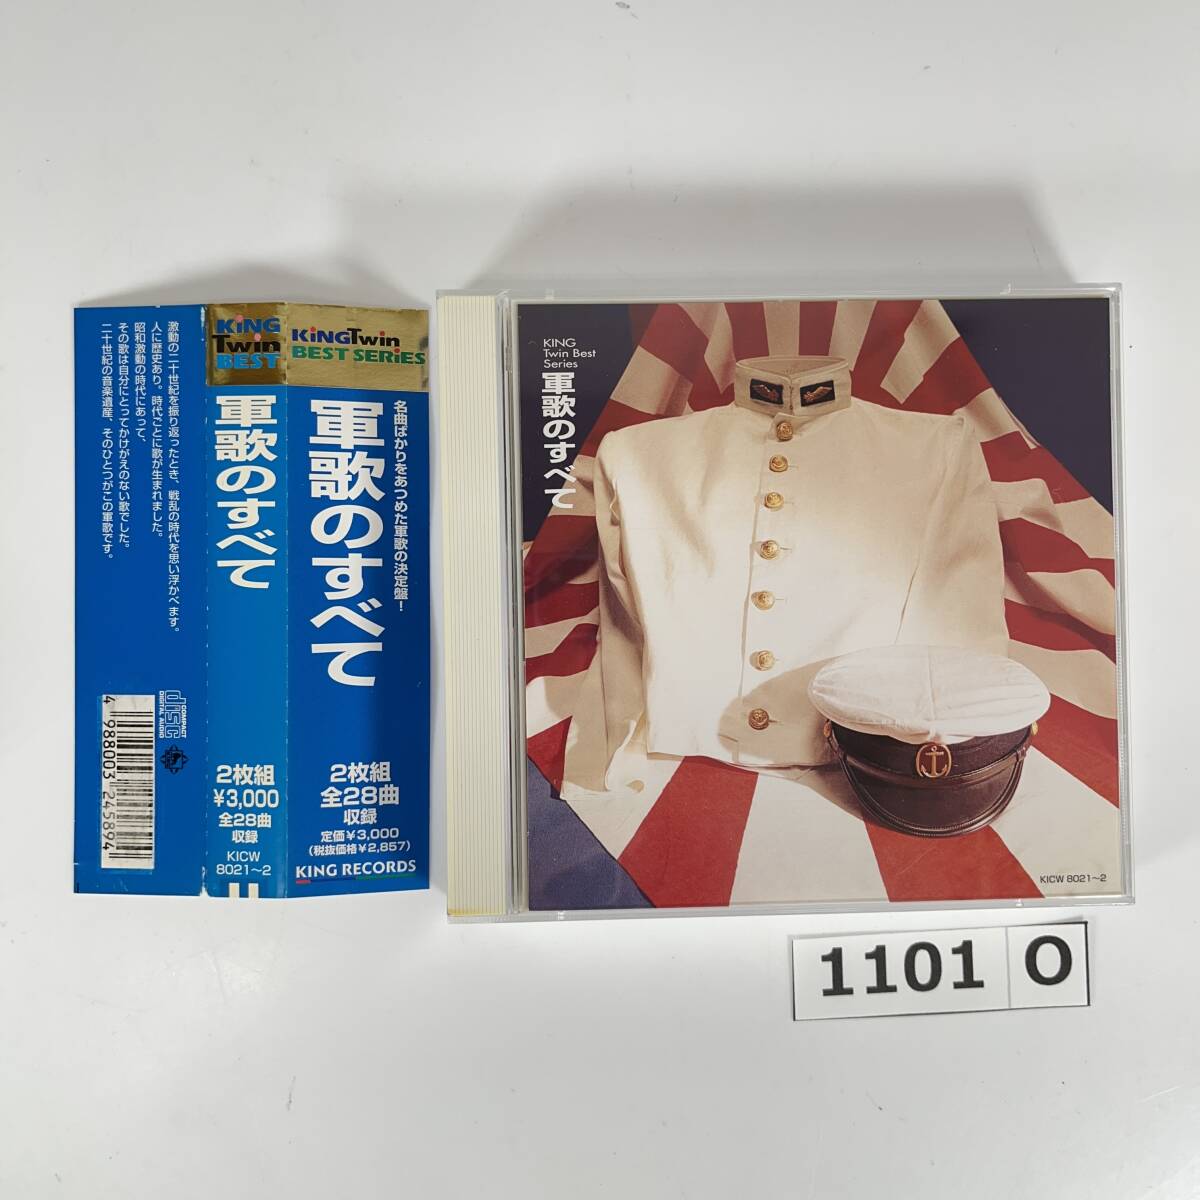 激動の二十世紀を振り返ったとき、戦乱の時代を思い浮かべます。
人に歴史あり。時代ごとに歌が生まれました。
昭和激動の時代にあって、
その歌は自分にとってかけがえのない歌でした。
二十世紀の音楽遺産、そのひとつがこの軍歌です。
COMPACT
disc
DIGITAL AUDIO
4 988003 245894
KiNG
Twin
BEST
軍歌のすべて
2枚組
¥3,000
全28曲
収録
KICW
8021~2
KiNGTwin
BEST SERiES
名曲ばかりをあつめた軍歌の決定盤!
軍歌のすべて
2枚組
全28曲
収録
定価¥3,000
(税抜価格¥2,857)
KING RECORDS
KING
Twin Best
Series
軍歌のすべて
KICW 8021~2
1101 O